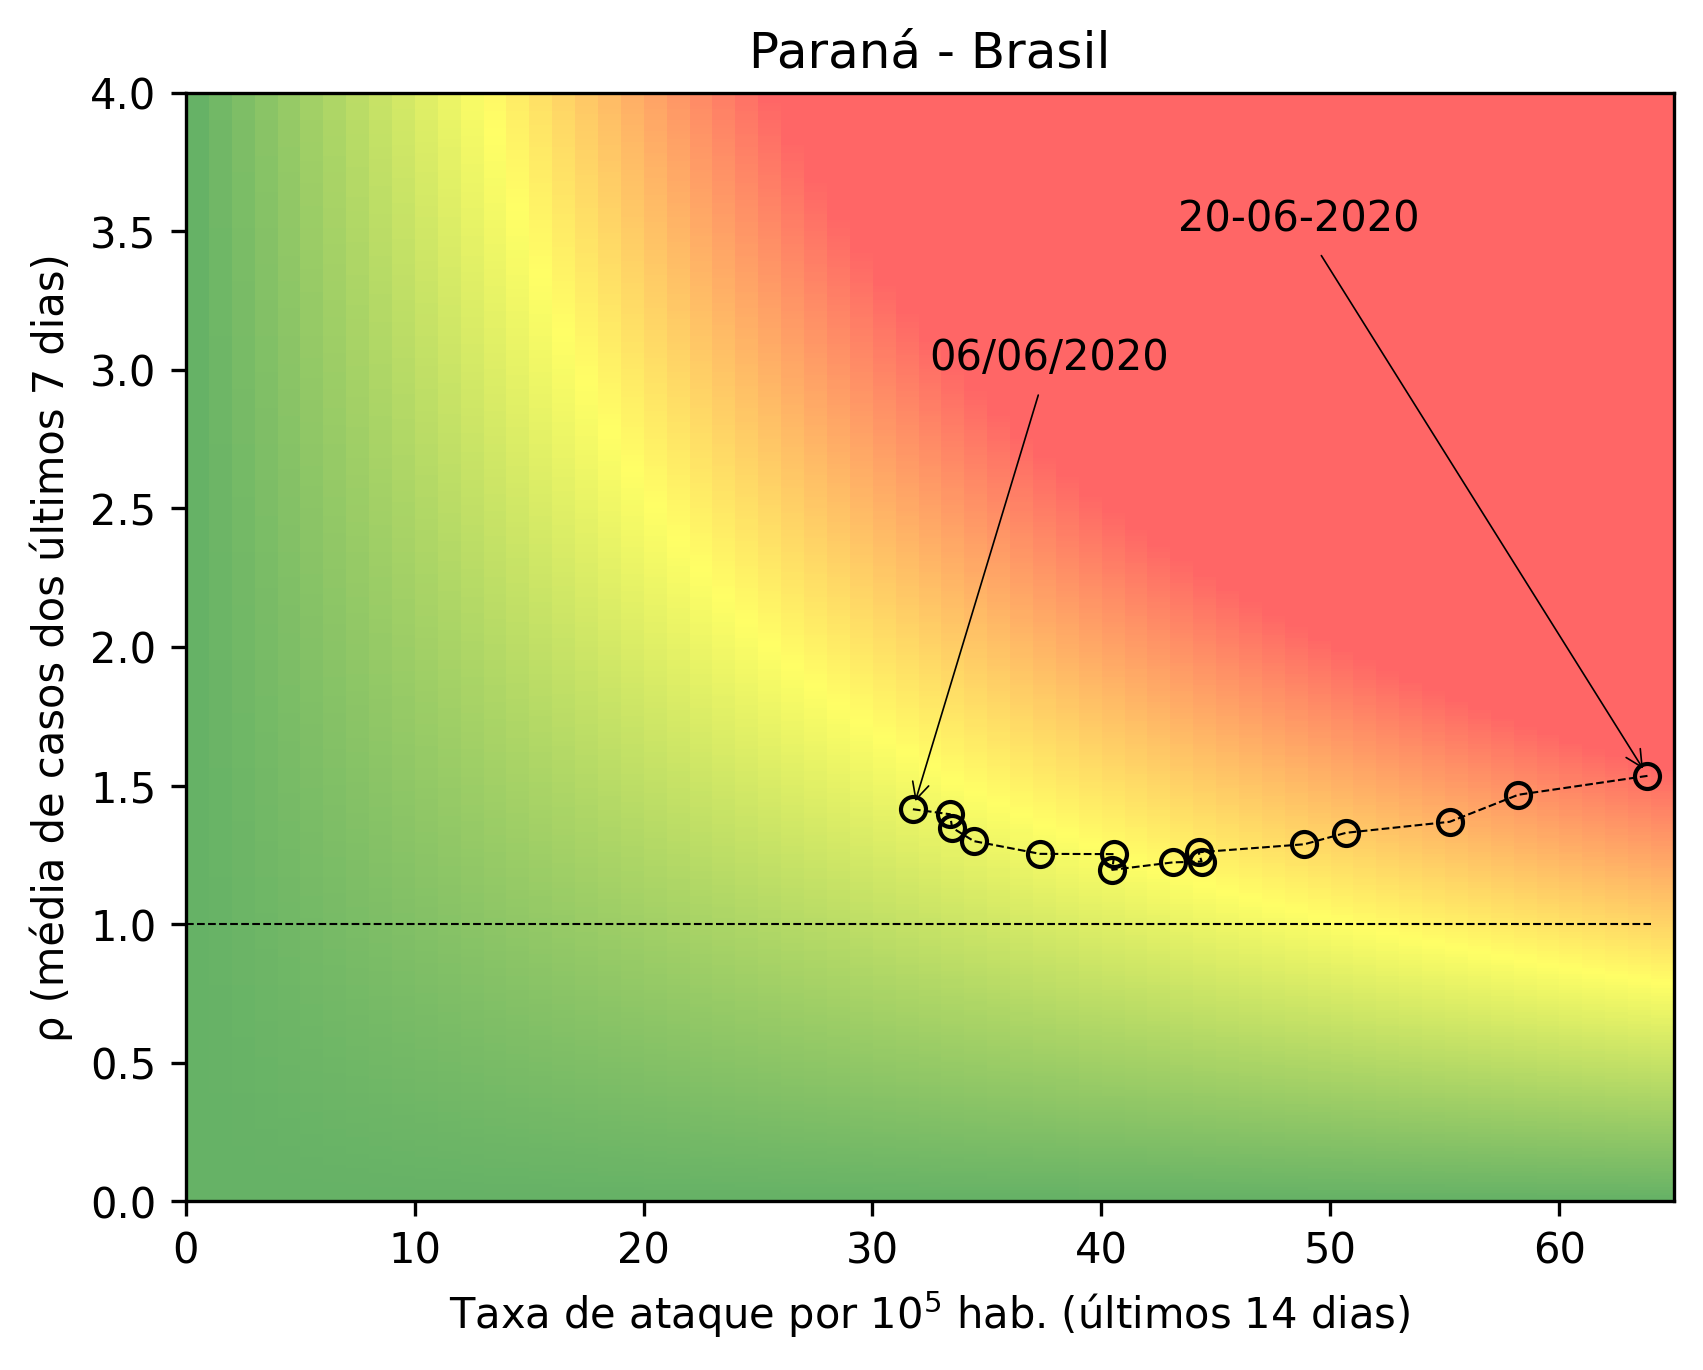 Paraná - Brasil
4.0
3.5
3.0
2.5
2.0
1.5
1.0
0.5
0.0
ρ (média de casos dos últimos 7 dias)
20-06-2020
06/06/2020
0 10 20 30 40 50 60
Taxa de ataque por 10⁵ hab. (últimos 14 dias)